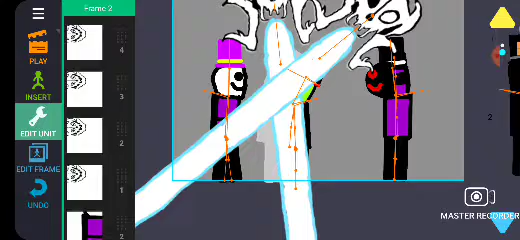 Frame 2
4
PLAY
3
INSERT
EDIT UNIT
2
2
EDIT FRAME
1
UNDO
MASTER RECORDER
2